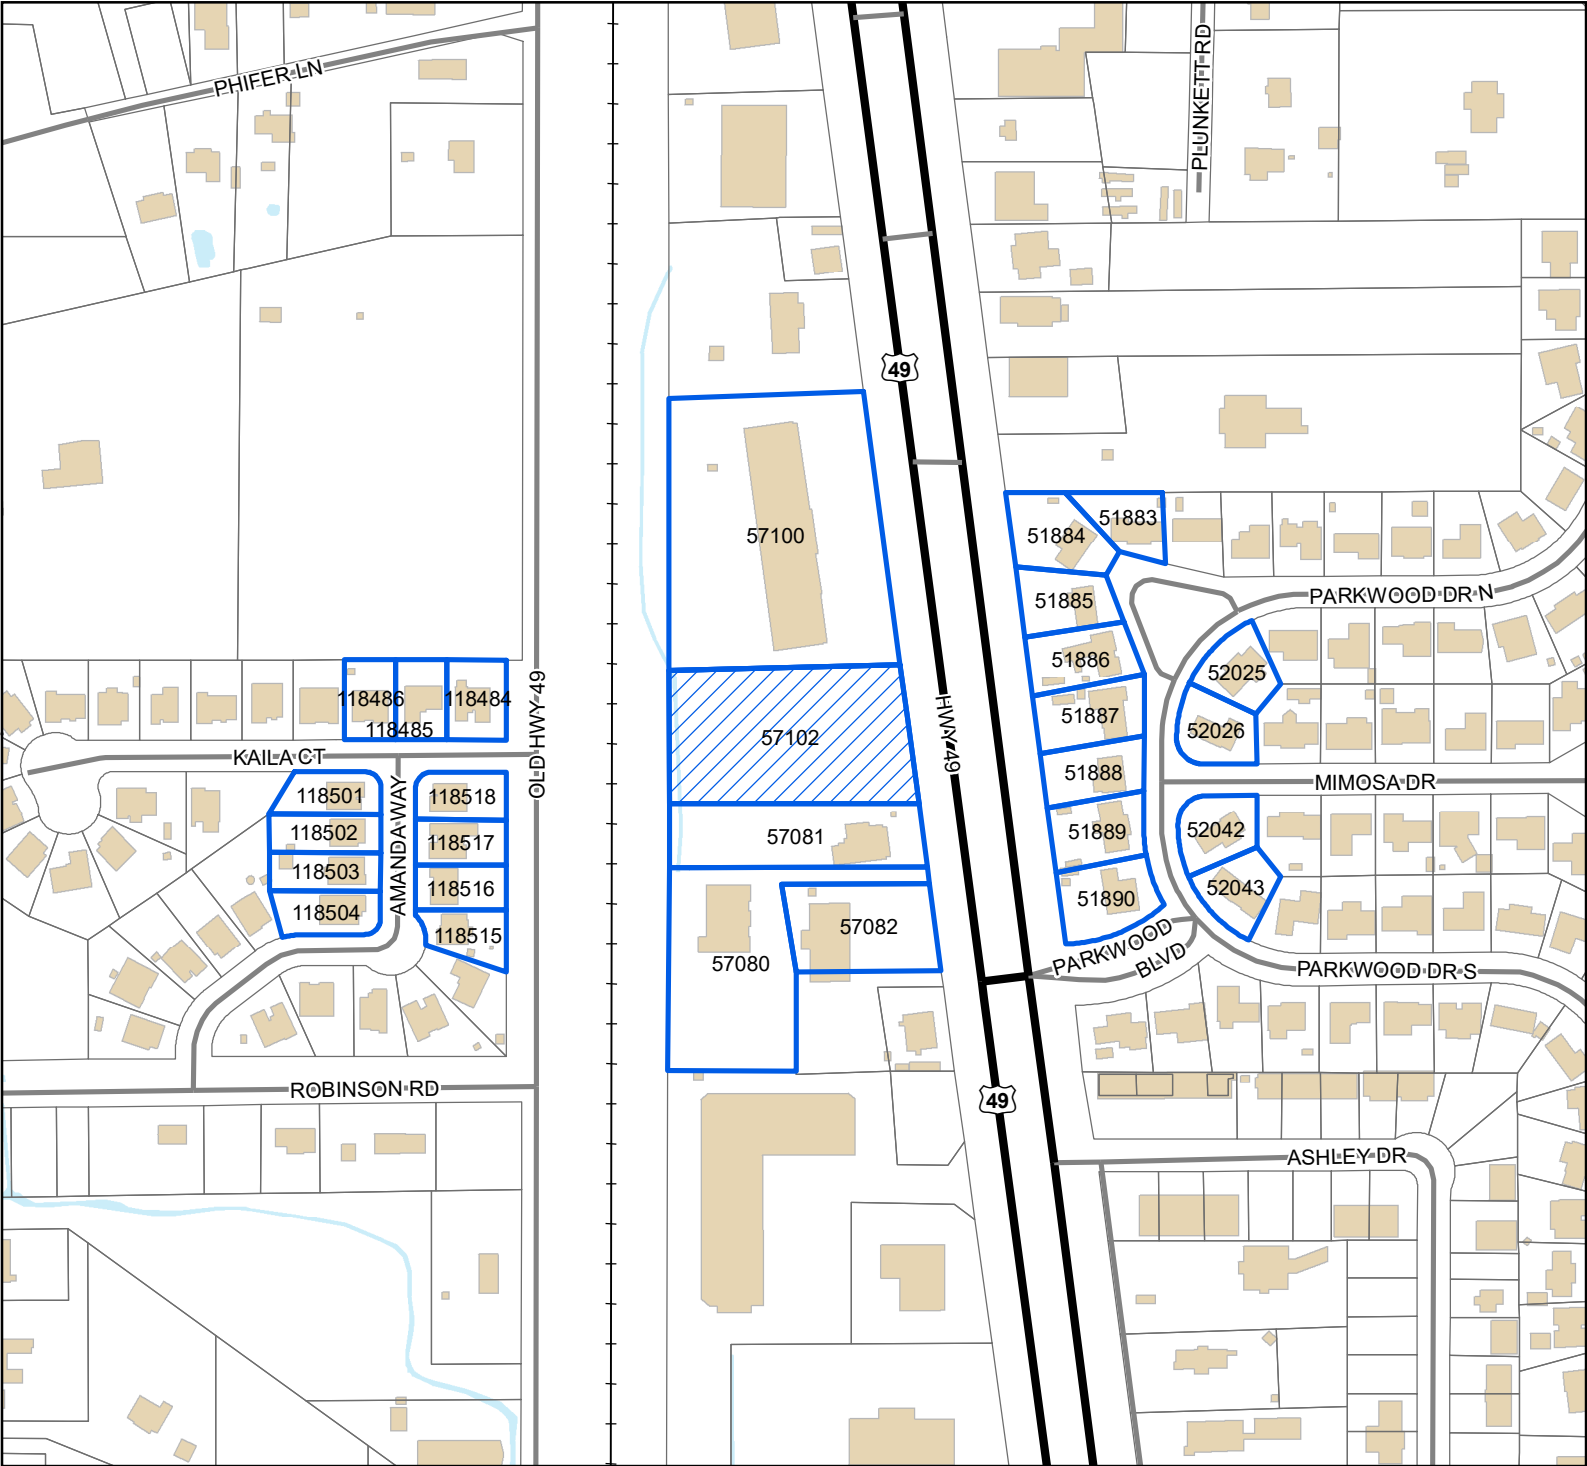 PHIFER LN
PLUNKETT RD
49
57100
51884
51883
51885
PARKWOOD DR N
51886
52025
118486
118484
118485
OLD HWY 49
51887
52026
57102
HWY 49
KAILA CT
51888
MIMOSA DR
118501
118518
118502
118517
57081
51889
52042
AMANDA WAY
118503
118516
118504
118515
51890
52043
57082
57080
PARKWOOD
BLVD
PARKWOOD DR S
ROBINSON RD
49
ASHLEY DR